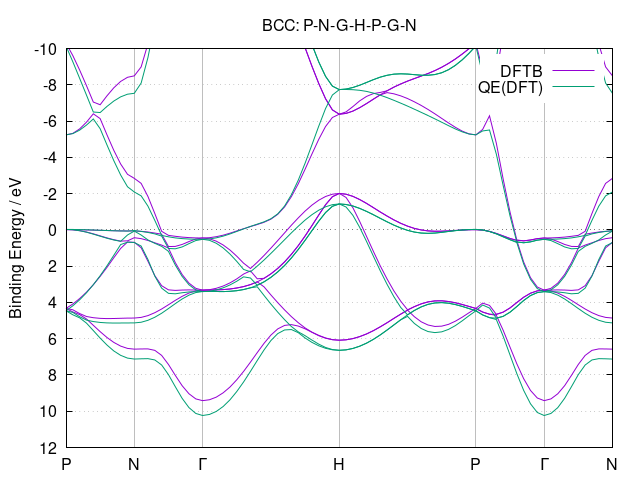 BCC: P-N-G-H-P-G-N
DFTB
QE(DFT)
Binding Energy / eV
-10
-8
-6
-4
-2
0
2
4
6
8
10
12
P N Γ H P Γ N